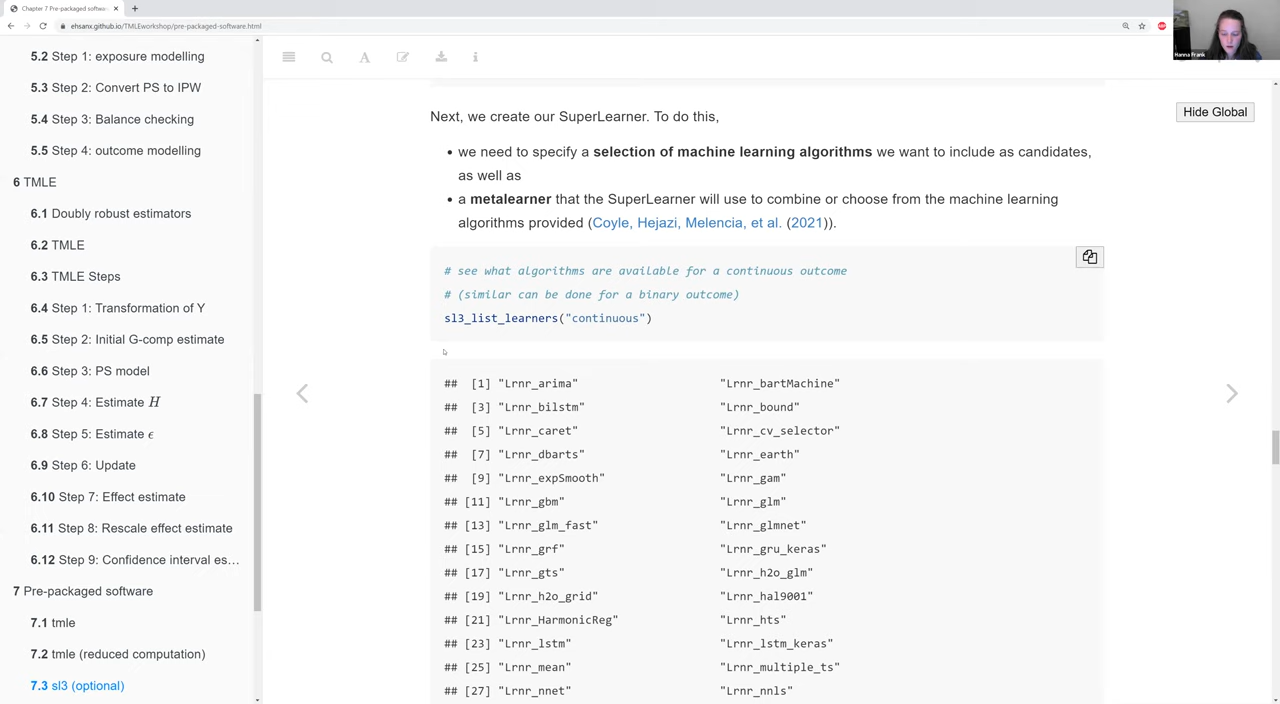 Chapter 7 Pre-packaged softwa
ehsanx.github.io/TMLEworkshop/pre-packaged-software.html
Hanna Frank
5.2 Step 1: exposure modelling
5.3 Step 2: Convert PS to IPW
5.4 Step 3: Balance checking
5.5 Step 4: outcome modelling
6 TMLE
6.1 Doubly robust estimators
6.2 TMLE
6.3 TMLE Steps
6.4 Step 1: Transformation of Y
6.5 Step 2: Initial G-comp estimate
6.6 Step 3: PS model
6.7 Step 4: Estimate H
6.8 Step 5: Estimate ϵ
6.9 Step 6: Update
6.10 Step 7: Effect estimate
6.11 Step 8: Rescale effect estimate
6.12 Step 9: Confidence interval es…
7 Pre-packaged software
7.1 tmle
7.2 tmle (reduced computation)
7.3 sl3 (optional)
Hide Global
Next, we create our SuperLearner. To do this,
• we need to specify a selection of machine learning algorithms we want to include as candidates,
as well as
• a metalearner that the SuperLearner will use to combine or choose from the machine learning
algorithms provided (Coyle, Hejazi, Melencia, et al. (2021)).
# see what algorithms are available for a continuous outcome
# (similar can be done for a binary outcome)
sl3_list_learners("continuous")
## [1] "Lrnr_arima" "Lrnr_bartMachine"
## [3] "Lrnr_bilstm" "Lrnr_bound"
## [5] "Lrnr_caret" "Lrnr_cv_selector"
## [7] "Lrnr_dbarts" "Lrnr_earth"
## [9] "Lrnr_expSmooth" "Lrnr_gam"
## [11] "Lrnr_gbm" "Lrnr_glm"
## [13] "Lrnr_glm_fast" "Lrnr_glmnet"
## [15] "Lrnr_grf" "Lrnr_gru_keras"
## [17] "Lrnr_gts" "Lrnr_h2o_glm"
## [19] "Lrnr_h2o_grid" "Lrnr_hal9001"
## [21] "Lrnr_HarmonicReg" "Lrnr_hts"
## [23] "Lrnr_lstm" "Lrnr_lstm_keras"
## [25] "Lrnr_mean" "Lrnr_multiple_ts"
## [27] "Lrnr_nnet" "Lrnr_nnls"